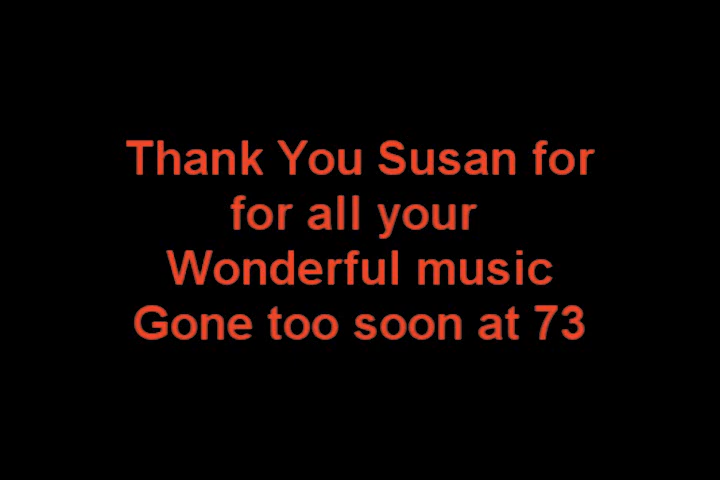 Thank You Susan for
for all your
Wonderful music
Gone too soon at 73